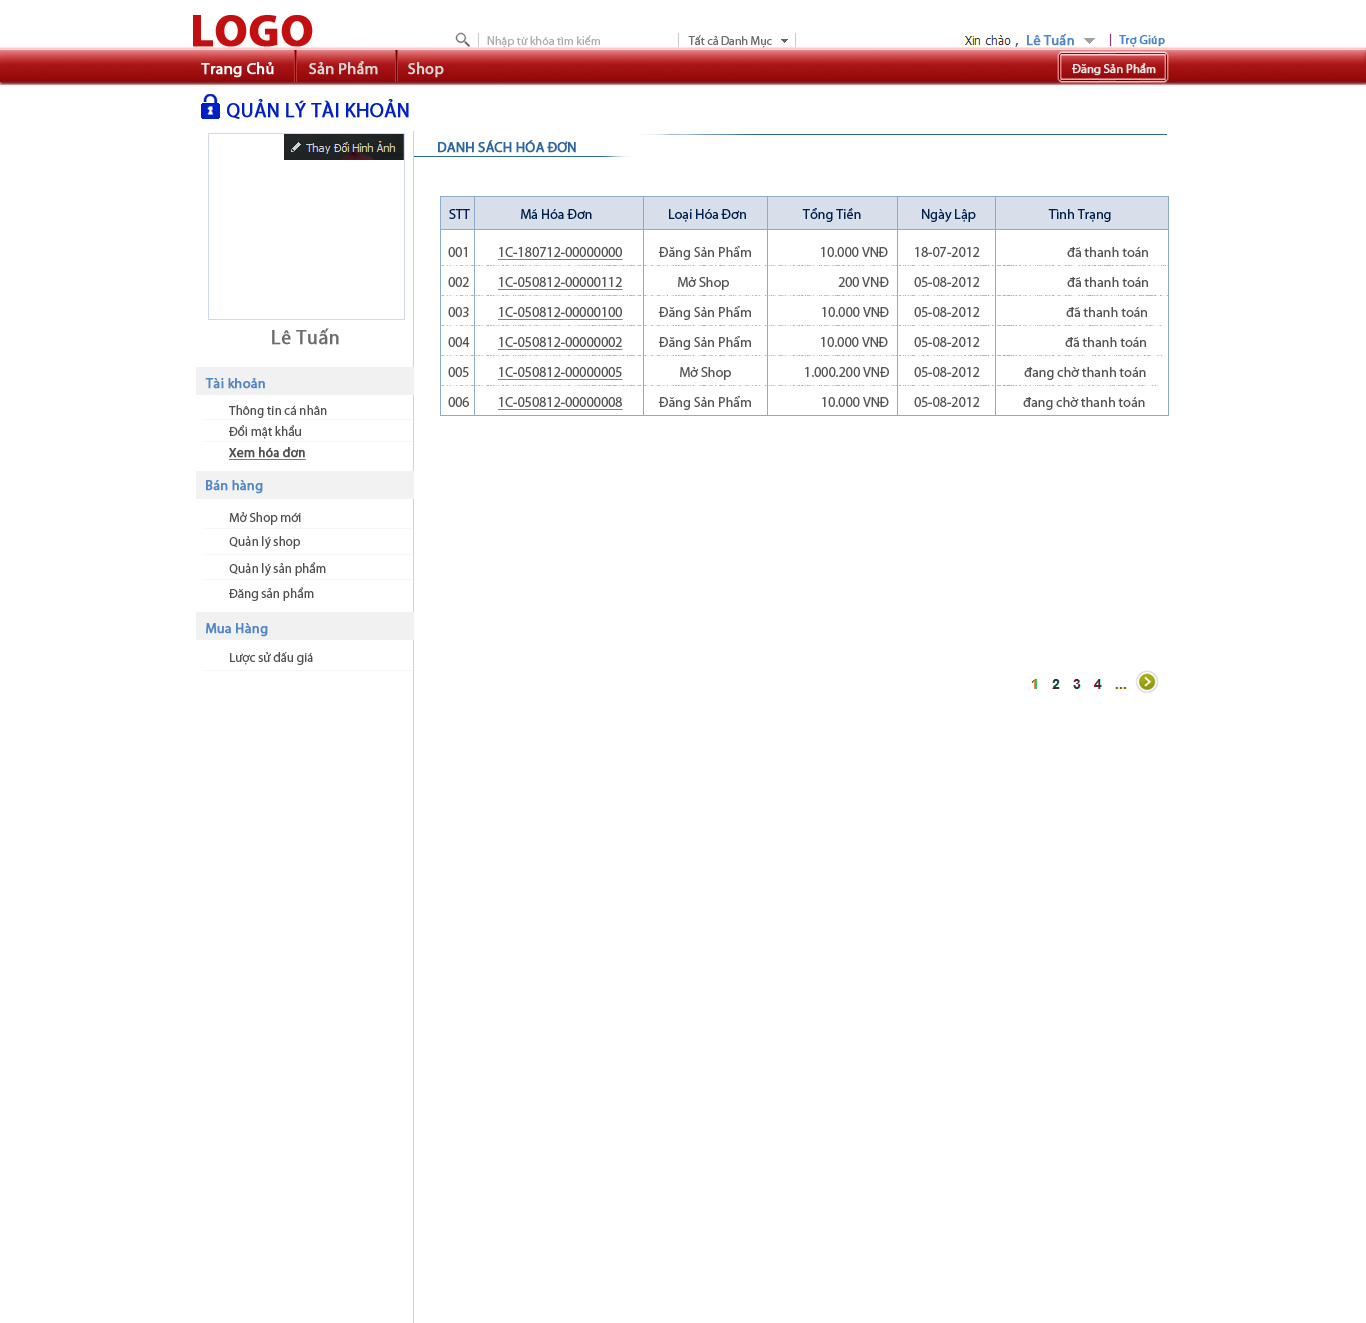 LOGO
Nhập từ khóa tìm kiếm
Tất cả Danh Mục
Xin chào , Lê Tuấn
Trợ Giúp
Trang Chủ
Sản Phẩm
Shop
Đăng Sản Phẩm
QUẢN LÝ TÀI KHOẢN
Thay Đổi Hình Ảnh
Lê Tuấn
Tài khoản
Thông tin cá nhân
Đổi mật khẩu
Xem hóa đơn
Bán hàng
Mở Shop mới
Quản lý shop
Quản lý sản phẩm
Đăng sản phẩm
Mua Hàng
Lược sử đấu giá
DANH SÁCH HÓA ĐƠN
STT Mã Hóa Đơn Loại Hóa Đơn Tổng Tiền Ngày Lập Tình Trạng
001 1C-180712-00000000 Đăng Sản Phẩm 10.000 VNĐ 18-07-2012 đã thanh toán
002 1C-050812-00000112 Mở Shop 200 VNĐ 05-08-2012 đã thanh toán
003 1C-050812-00000100 Đăng Sản Phẩm 10.000 VNĐ 05-08-2012 đã thanh toán
004 1C-050812-00000002 Đăng Sản Phẩm 10.000 VNĐ 05-08-2012 đã thanh toán
005 1C-050812-00000005 Mở Shop 1.000.200 VNĐ 05-08-2012 đang chờ thanh toán
006 1C-050812-00000008 Đăng Sản Phẩm 10.000 VNĐ 05-08-2012 đang chờ thanh toán
1 2 3 4 ...